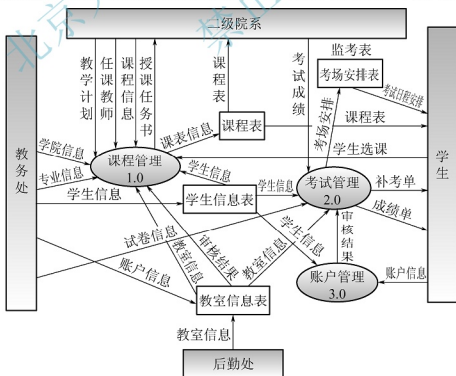 二级院系
监考表
教学计划
任课教师
课程信息
授课任务书
课程表
考试成绩
考场安排
考场安排表
考试日程安排
课表信息
课程表
课程表
学生选课
教务处
学院信息
专业信息
课程管理
1.0
学生信息
学生信息
学生信息表
学生信息
考试管理
2.0
补考单
成绩单
学生
试卷信息
教室信息
审核结果
教室信息
学生信息
审核结果
账户信息
账户管理
3.0
账户信息
教室信息表
教室信息
后勤处